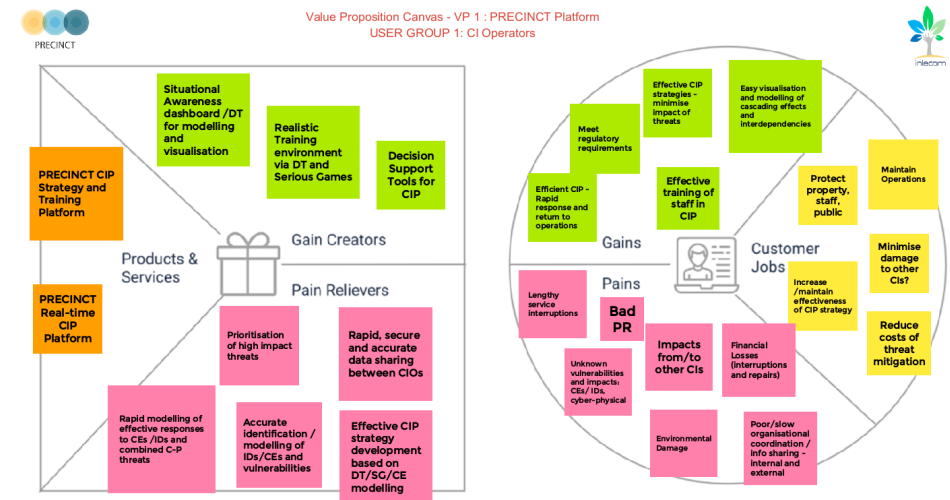 Value Proposition Canvas - VP 1 : PRECINCT Platform
USER GROUP 1: CI Operators
PRECINCT
inlecom
Situational
Awareness
dashboard /DT
for modelling
and
visualisation
Realistic
Training
environment
via DT and
Serious Games
Decision
Support
Tools for
CIP
PRECINCT CIP
Strategy and
Training
Platform
PRECINCT
Real-time
CIP
Platform
Products &
Services
Gain Creators
Pain Relievers
Prioritisation
of high impact
threats
Rapid, secure
and accurate
data sharing
between CIOs
Rapid modelling of
effective responses
to CEs /IDs and
combined C-P
threats
Accurate
identification /
modelling of
IDs/CEs and
vulnerabilities
Effective CIP
strategy
development
based on
DT/SG/CE
modelling
Effective CIP
strategies -
minimise
impact of
threats
Easy visualisation
and modelling of
cascading effects
and
interdependencies
Meet
regulatory
requirements
Efficient CIP -
Rapid
response and
return to
operations
Effective
training of
staff in
CIP
Gains
Pains
Customer
Jobs
Protect
property,
staff,
public
Maintain
Operations
Minimise
damage
to other
CIs?
Increase
/maintain
effectiveness
of CIP strategy
Reduce
costs of
threat
mitigation
Lengthy
service
interruptions
Bad
PR
Unknown
vulnerabilities
and impacts:
CEs/ IDs,
cyber-physical
Impacts
from/to
other CIs
Financial
Losses
(interruptions
and repairs)
Environmental
Damage
Poor/slow
organisational
coordination /
info sharing -
internal and
external